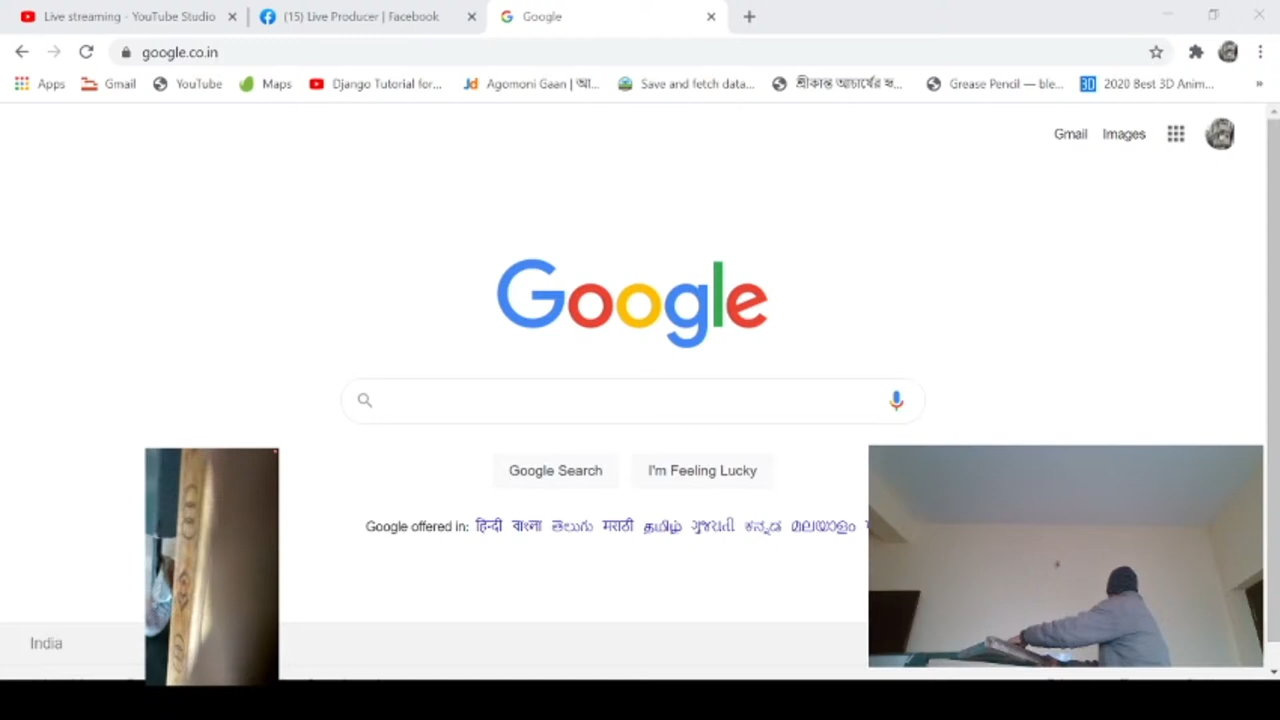 Live streaming - YouTube Studio (15) Live Producer | Facebook Google
google.co.in
Apps Gmail YouTube Maps Django Tutorial for... Agomoni Gaan | আ... Save and fetch data... শ্রীকান্ত আচার্যের স্ব... Grease Pencil — ble... 2020 Best 3D Anim... »
Gmail Images
Google
Google Search I'm Feeling Lucky
Google offered in: हिन्दी বাংলা తెలుగు मराठी தமிழ் ગુજરાતી ಕನ್ನಡ മലയാളം
India